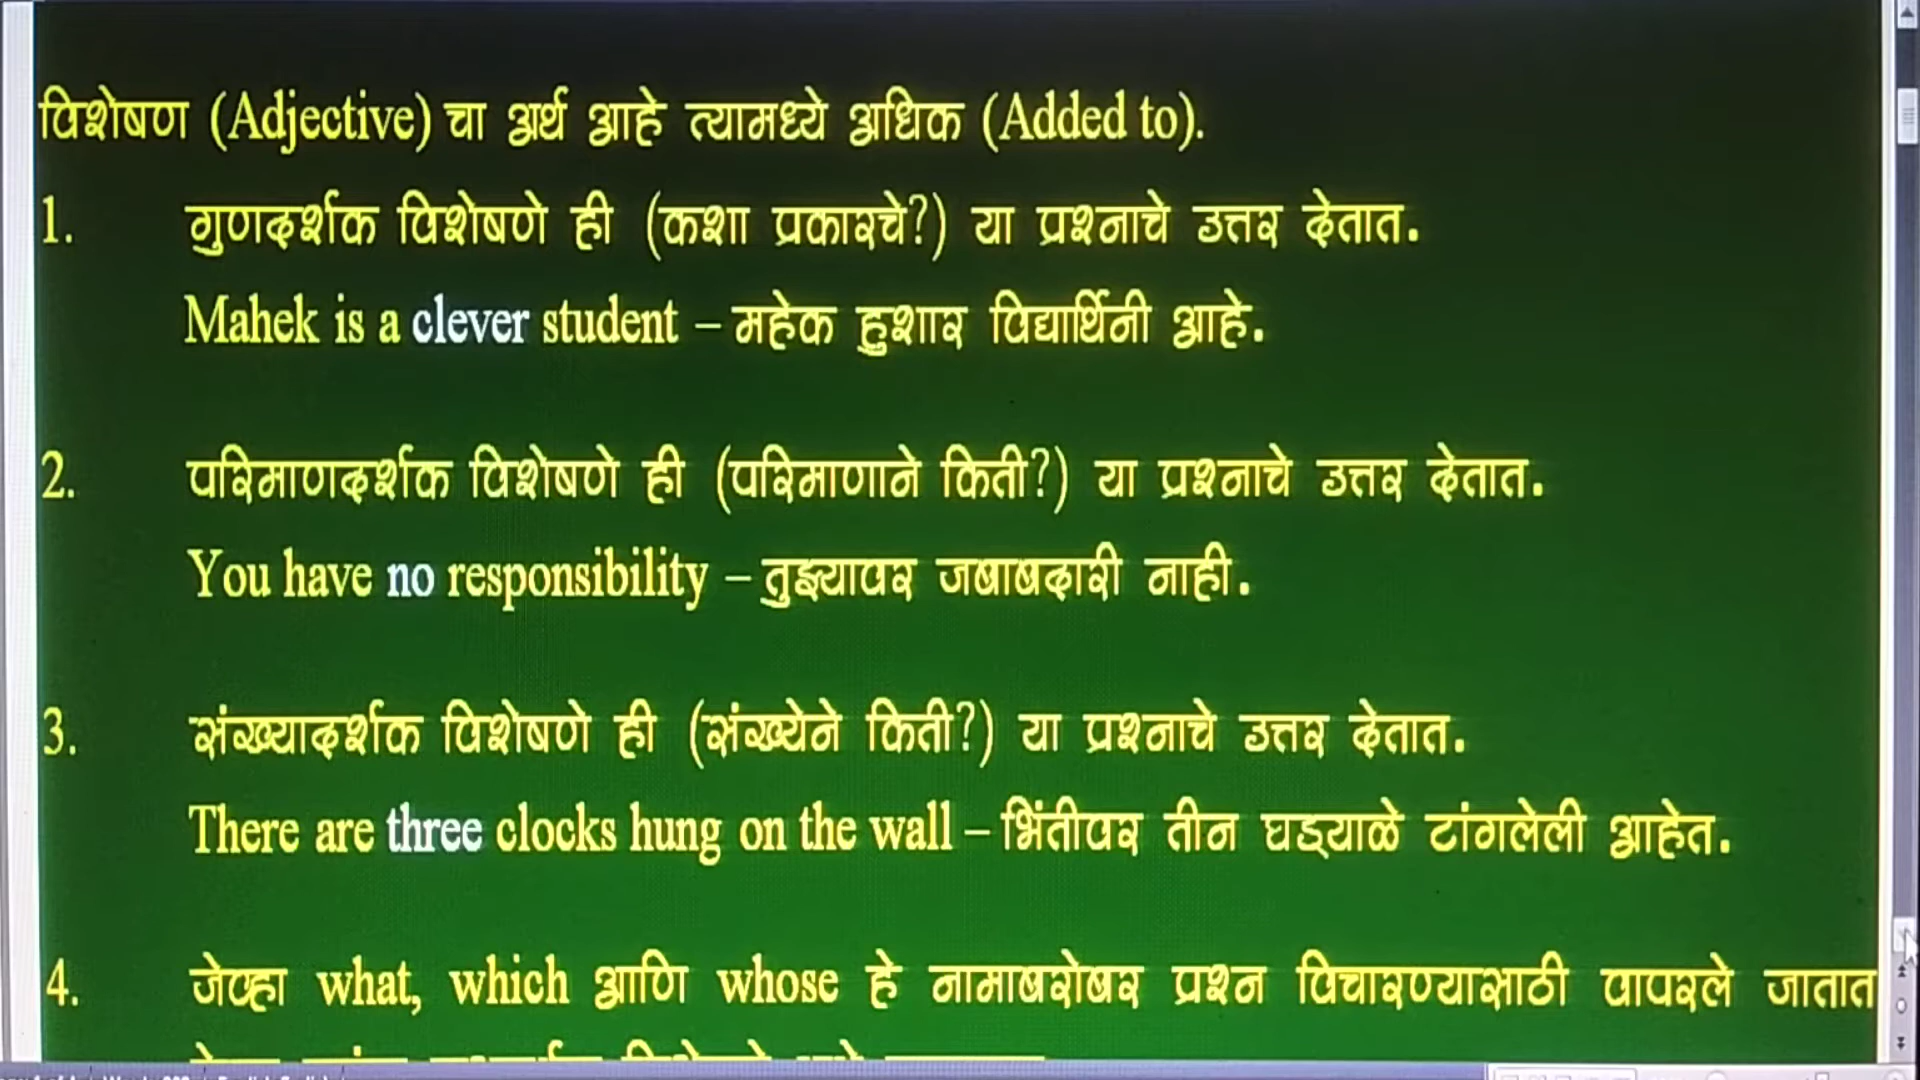 विशेषण (Adjective) चा अर्थ आहे त्यामध्ये अधिक (Added to).
1. गुणदर्शक विशेषणे ही (कशा प्रकारचे?) या प्रश्नाचे उत्तर देतात.
Mahek is a clever student – महेक हुशार विद्यार्थिनी आहे.
2. परिमाणदर्शक विशेषणे ही (परिमाणाने किती?) या प्रश्नाचे उत्तर देतात.
You have no responsibility – तुझ्यावर जबाबदारी नाही.
3. संख्यादर्शक विशेषणे ही (संख्येने किती?) या प्रश्नाचे उत्तर देतात.
There are three clocks hung on the wall – भिंतीवर तीन घड्याळे टांगलेली आहेत.
4. जेव्हा what, which आणि whose हे नामाबरोबर प्रश्न विचारण्यासाठी वापरले जातात